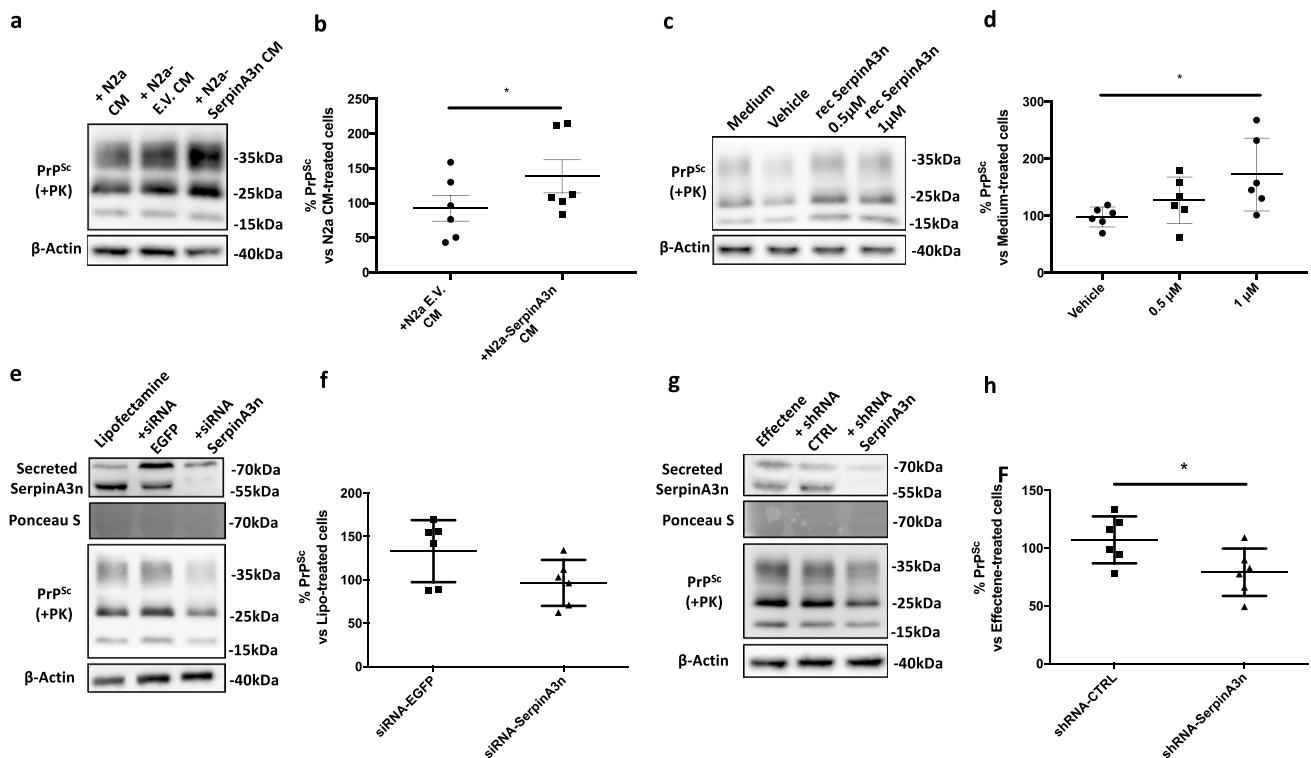 a
+ N2a
CM
+ N2a-
E.V. CM
+ N2a-
SerpinA3n CM
PrPSc
(+PK)
-35kDa
-25kDa
-15kDa
β-Actin
-40kDa
b
*
% PrPSc
vs N2a CM-treated cells
250
200
150
100
50
0
+N2a E.V.
CM
+N2a-SerpinA3n
CM
c
Medium
Vehicle
rec SerpinA3n
0.5μM
rec SerpinA3n
1μM
PrPSc
(+PK)
-35kDa
-25kDa
-15kDa
β-Actin
-40kDa
d
*
% PrPSc
vs Medium-treated cells
300
200
100
0
Vehicle
0.5 μM
1 μM
e
Lipofectamine
+siRNA
EGFP
+siRNA
SerpinA3n
Secreted
SerpinA3n
-70kDa
-55kDa
Ponceau S
-70kDa
PrPSc
(+PK)
-35kDa
-25kDa
-15kDa
β-Actin
-40kDa
f
% PrPSc
vs Lipo-treated cells
200
150
100
50
0
siRNA-EGFP
siRNA-SerpinA3n
g
Effectene
+ shRNA
CTRL
+ shRNA
SerpinA3n
Secreted
SerpinA3n
-70kDa
-55kDa
Ponceau S
-70kDa
PrPSc
(+PK)
-35kDa
-25kDa
-15kDa
β-Actin
-40kDa
h
F
*
% PrPSc
vs Effectene-treated cells
150
100
50
0
shRNA-CTRL
shRNA-SerpinA3n